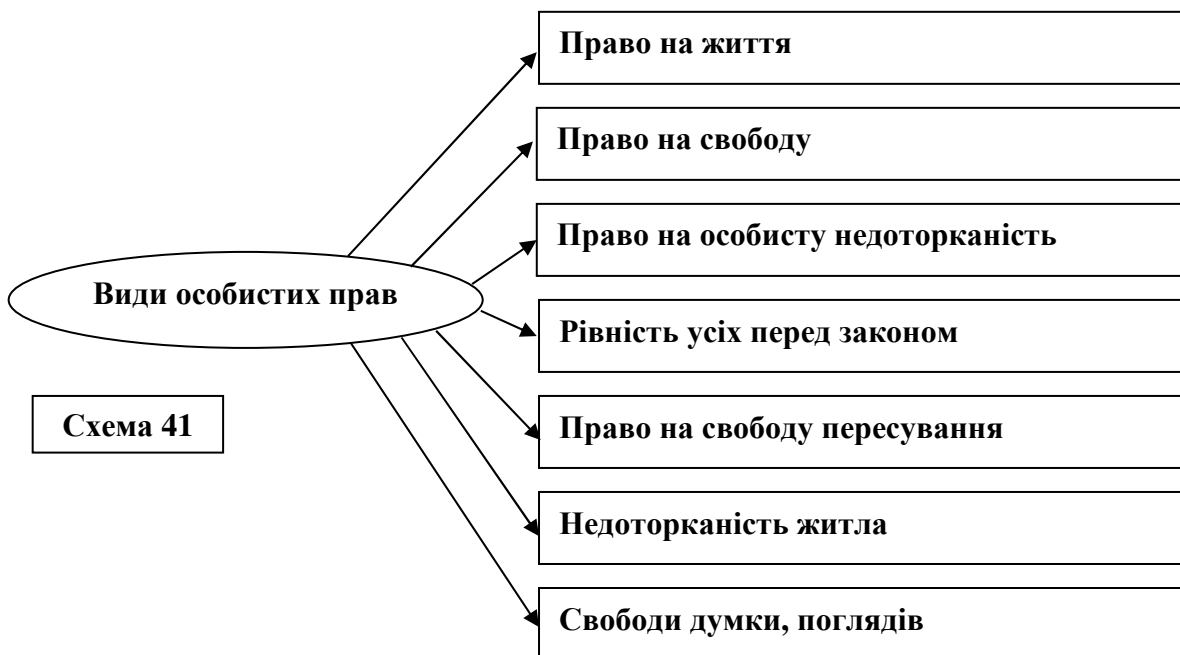 Право на життя
Право на свободу
Право на особисту недоторканість
Види особистих прав
Рівність усіх перед законом
Схема 41
Право на свободу пересування
Недоторканість житла
Свободи думки, поглядів